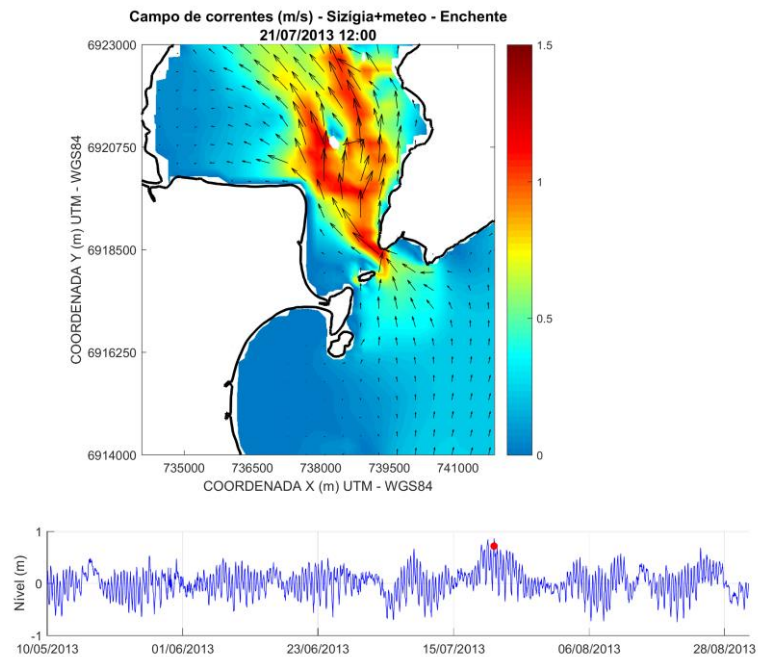 Campo de correntes (m/s) - Sizígia+meteo - Enchente
21/07/2013 12:00
6923000
6920750
6918500
6916250
6914000
COORDENADA Y (m) UTM - WGS84
735000 736500 738000 739500 741000
COORDENADA X (m) UTM - WGS84
1.5
1
0.5
0
Nível (m)
1
0
-1
10/05/2013 01/06/2013 23/06/2013 15/07/2013 06/08/2013 28/08/2013